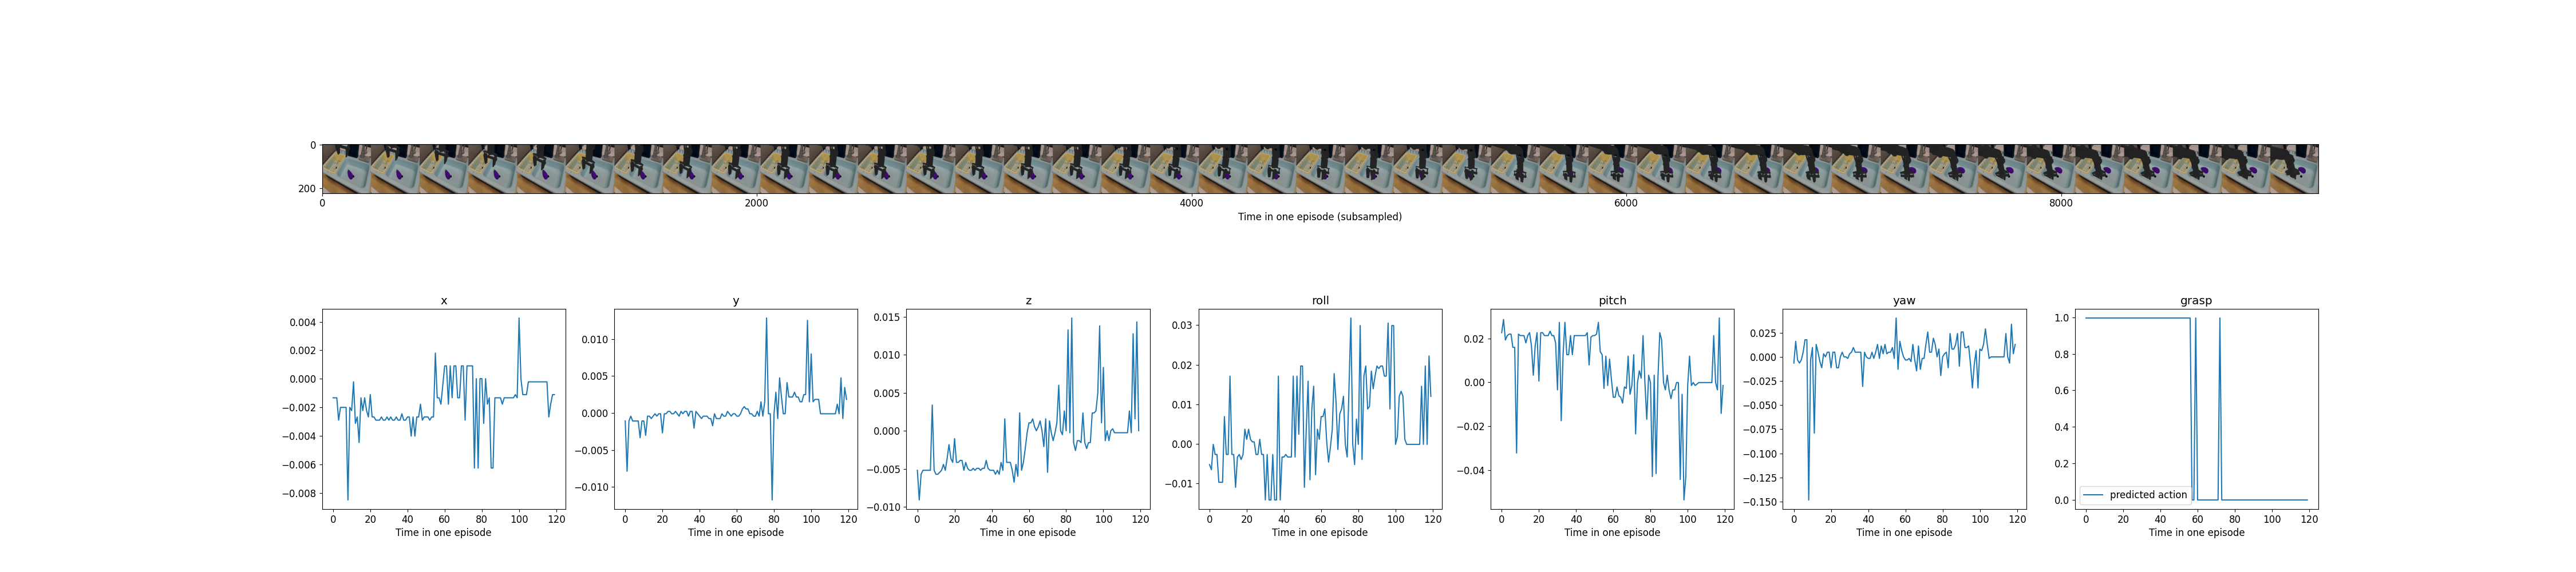 0
200
0 2000 4000 6000 8000
Time in one episode (subsampled)
x
0.004
0.002
0.000
−0.002
−0.004
−0.006
−0.008
0 20 40 60 80 100 120
Time in one episode
y
0.010
0.005
0.000
−0.005
−0.010
0 20 40 60 80 100 120
Time in one episode
z
0.015
0.010
0.005
0.000
−0.005
−0.010
0 20 40 60 80 100 120
Time in one episode
roll
0.03
0.02
0.01
0.00
−0.01
0 20 40 60 80 100 120
Time in one episode
pitch
0.02
0.00
−0.02
−0.04
0 20 40 60 80 100 120
Time in one episode
yaw
0.025
0.000
−0.025
−0.050
−0.075
−0.100
−0.125
−0.150
0 20 40 60 80 100 120
Time in one episode
grasp
1.0
0.8
0.6
0.4
0.2
0.0
predicted action
0 20 40 60 80 100 120
Time in one episode